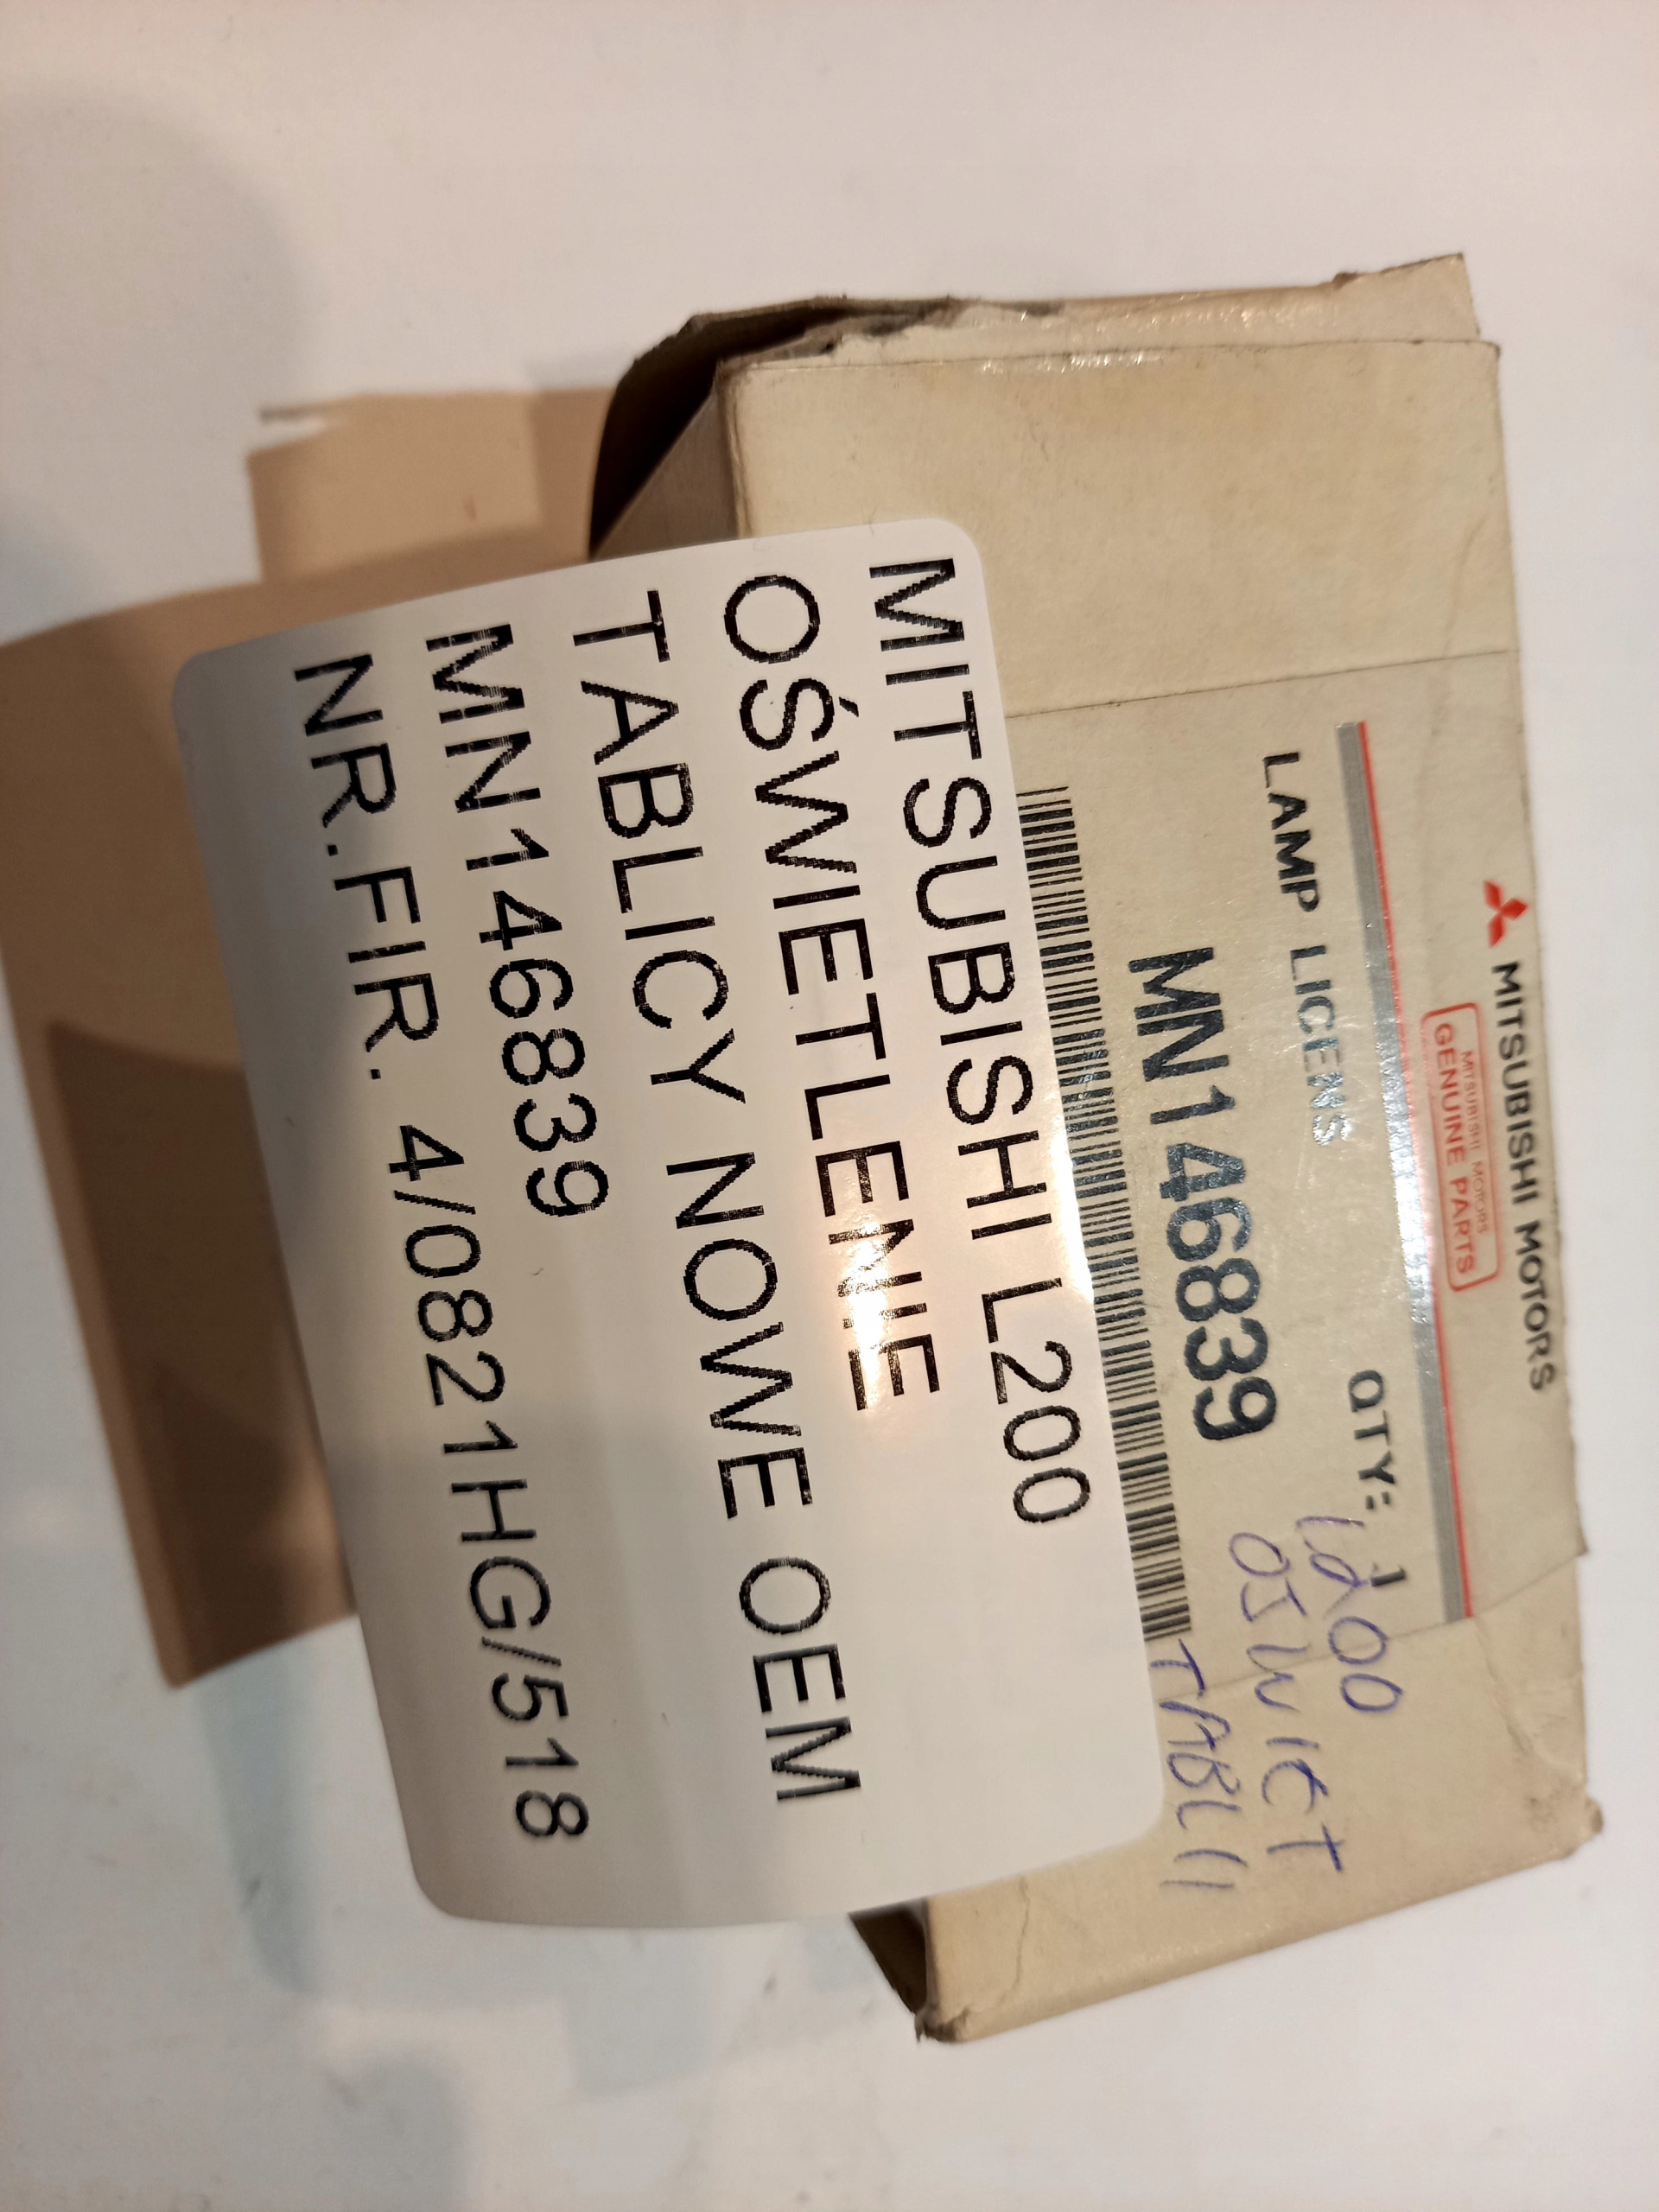 MITSUBISHI MOTORS
MITSUBISHI MOTORS
GENUINE PARTS
LAMP LICENS QTY: 1
MN146839
L200
OSWIET
TABLI
MITSUBISHI L200
OŚWIETLENIE
TABLICY NOWE OEM
MN146839
NR.FIR. 4/0821HG/518